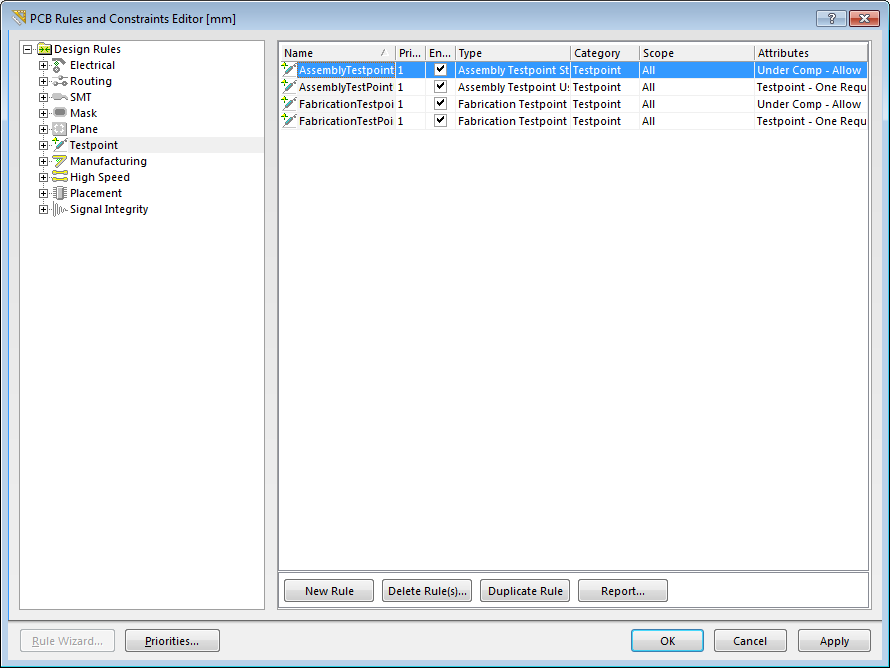 PCB Rules and Constraints Editor [mm]
?
Design Rules
Electrical
Routing
SMT
Mask
Plane
Testpoint
Manufacturing
High Speed
Placement
Signal Integrity
Name Pri... En... Type Category Scope Attributes
AssemblyTestpoint 1 Assembly Testpoint St Testpoint All Under Comp - Allow
AssemblyTestPoint 1 Assembly Testpoint Us Testpoint All Testpoint - One Requ
FabricationTestpoi 1 Fabrication Testpoint Testpoint All Under Comp - Allow
FabricationTestPoi 1 Fabrication Testpoint Testpoint All Testpoint - One Requ
New Rule Delete Rule(s)... Duplicate Rule Report...
Rule Wizard... Priorities... OK Cancel Apply